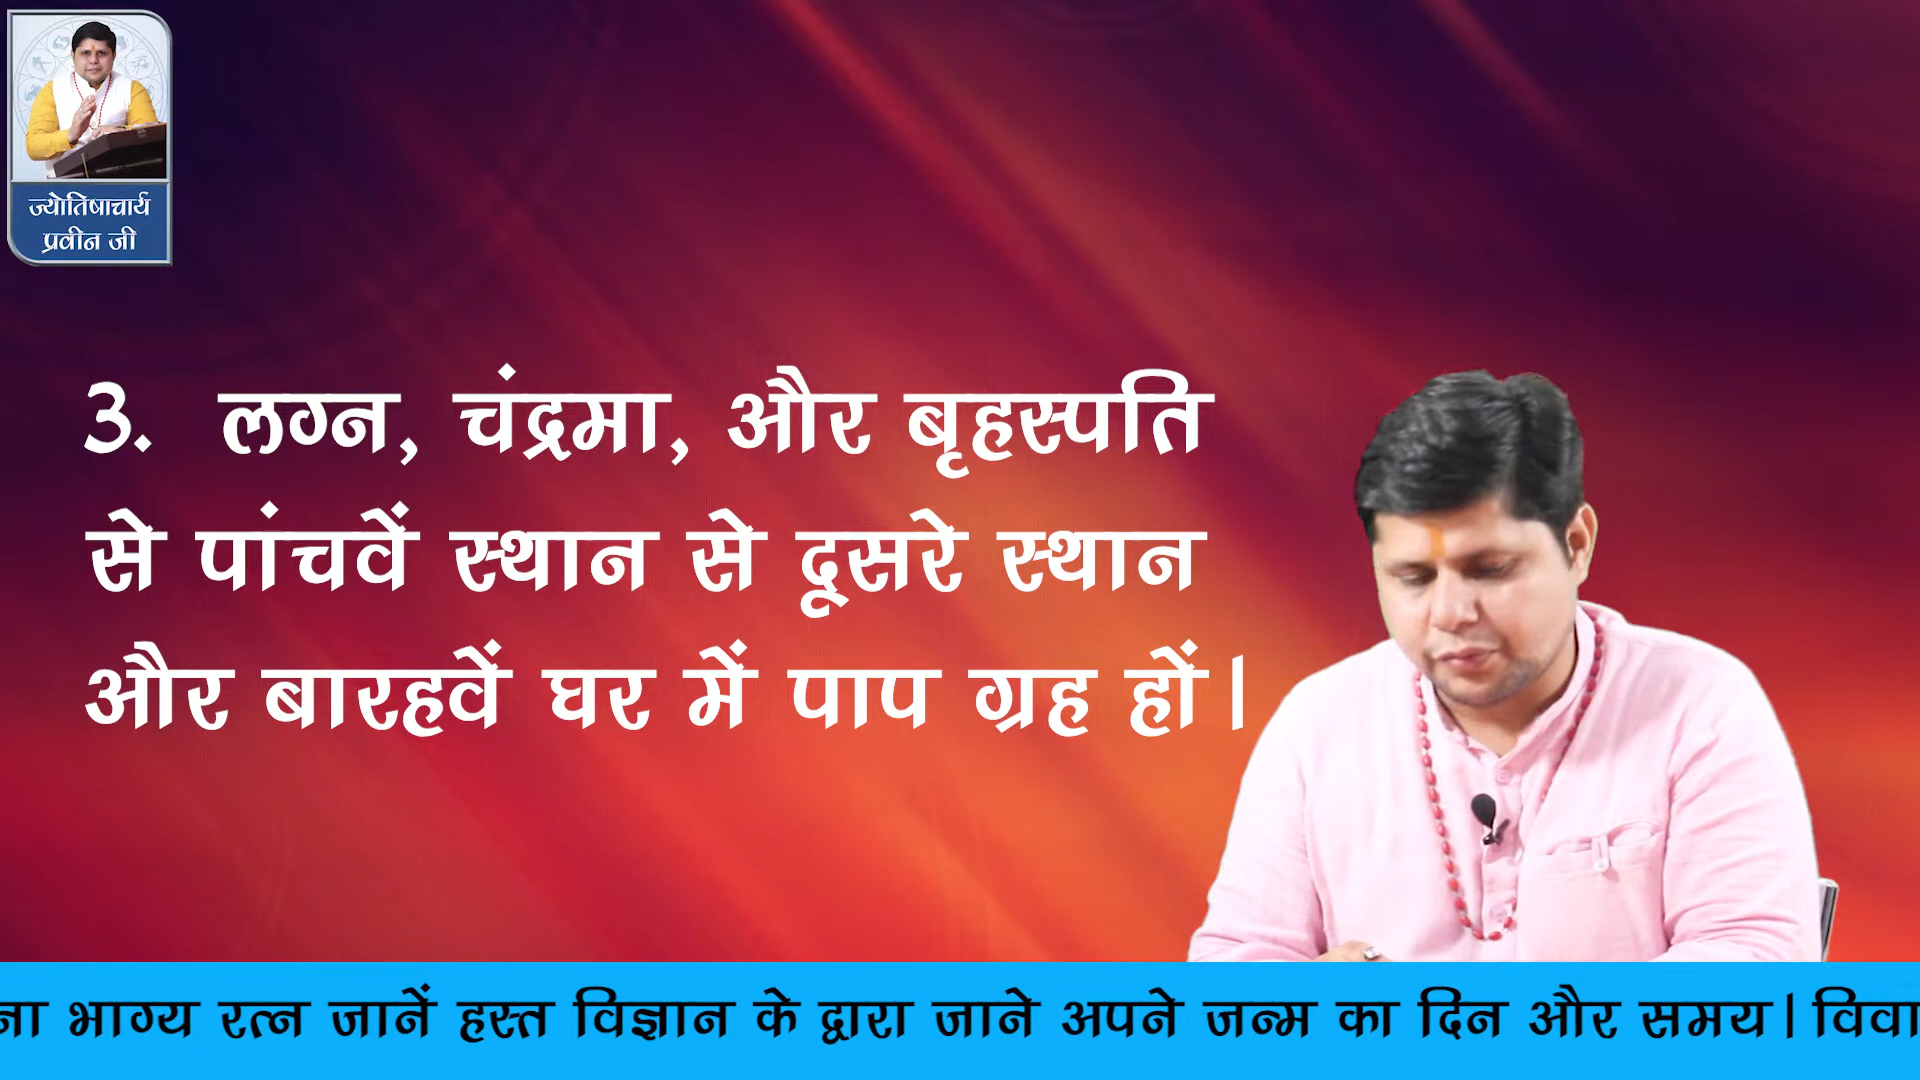 ज्योतिषाचार्य
प्रवीन जी
3. लग्न, चंद्रमा, और बृहस्पति
से पांचवें स्थान से दूसरे स्थान
और बारहवें घर में पाप ग्रह हों।
ना भाग्य रत्न जानें हस्त विज्ञान के द्वारा जाने अपने जन्म का दिन और समय। विवा